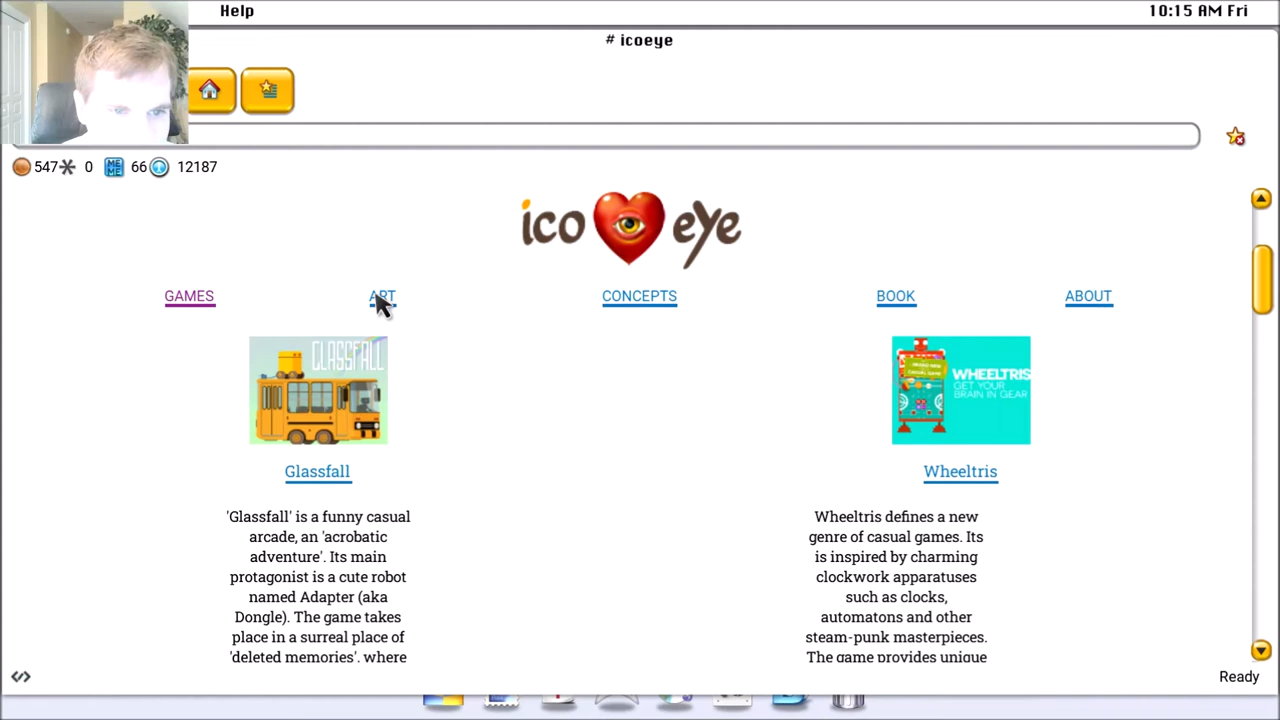 Help
10:15 AM Fri
# icoeye
547 0 MEME 66 12187
ico eye
GAMES ART CONCEPTS BOOK ABOUT
GLASSFALL
WHEELTRIS
GET YOUR
BRAIN IN GEAR
Glassfall
Wheeltris
'Glassfall' is a funny casual
arcade, an 'acrobatic
adventure'. Its main
protagonist is a cute robot
named Adapter (aka
Dongle). The game takes
place in a surreal place of
'deleted memories', where
Wheeltris defines a new
genre of casual games. Its
is inspired by charming
clockwork apparatuses
such as clocks,
automatons and other
steam-punk masterpieces.
The game provides unique
Ready